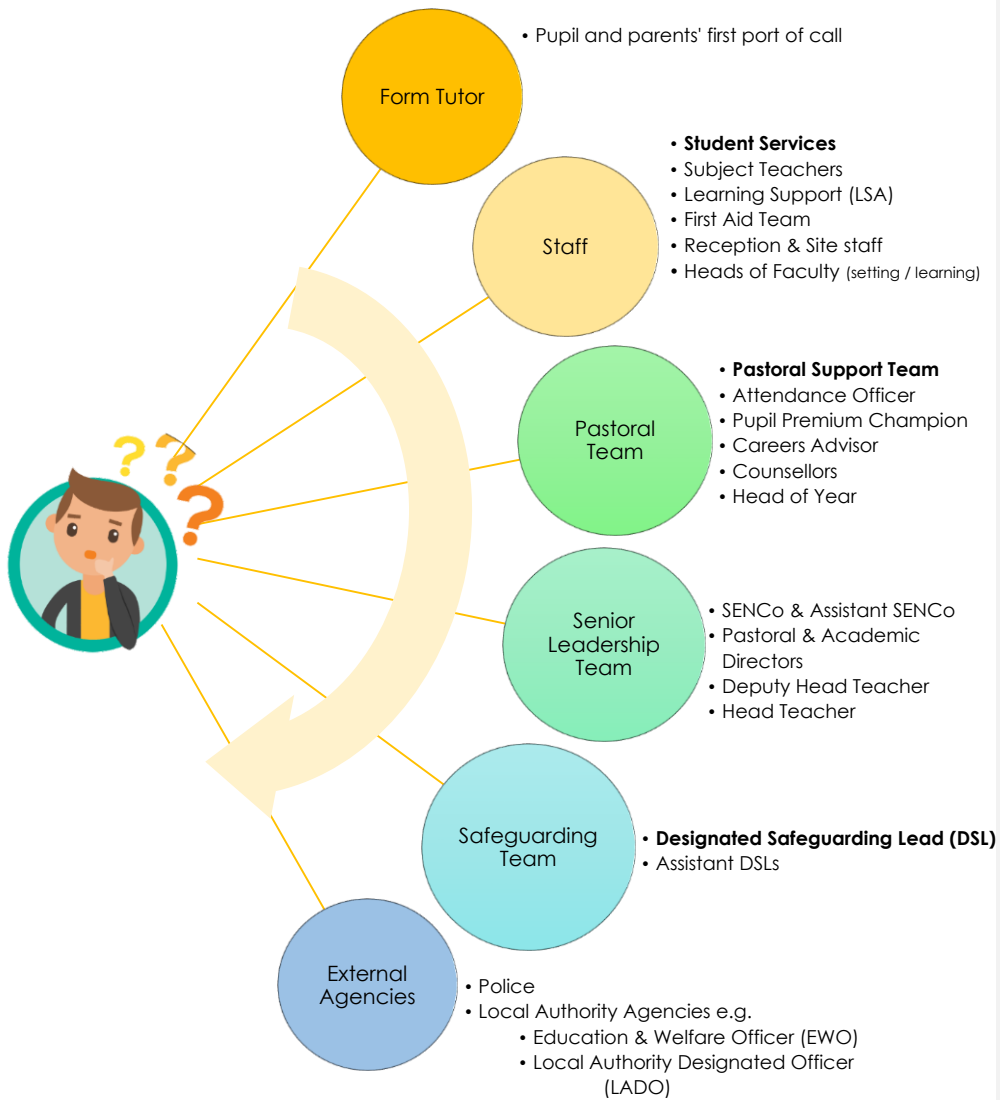 • Pupil and parents' first port of call
Form Tutor
• Student Services
• Subject Teachers
• Learning Support (LSA)
• First Aid Team
• Reception & Site staff
• Heads of Faculty (setting / learning)
Staff
• Pastoral Support Team
• Attendance Officer
• Pupil Premium Champion
• Careers Advisor
• Counsellors
• Head of Year
Pastoral
Team
? ? ?
• SENCo & Assistant SENCo
• Pastoral & Academic
Directors
• Deputy Head Teacher
• Head Teacher
Senior
Leadership
Team
• Designated Safeguarding Lead (DSL)
• Assistant DSLs
Safeguarding
Team
External
Agencies
• Police
• Local Authority Agencies e.g.
• Education & Welfare Officer (EWO)
• Local Authority Designated Officer
(LADO)